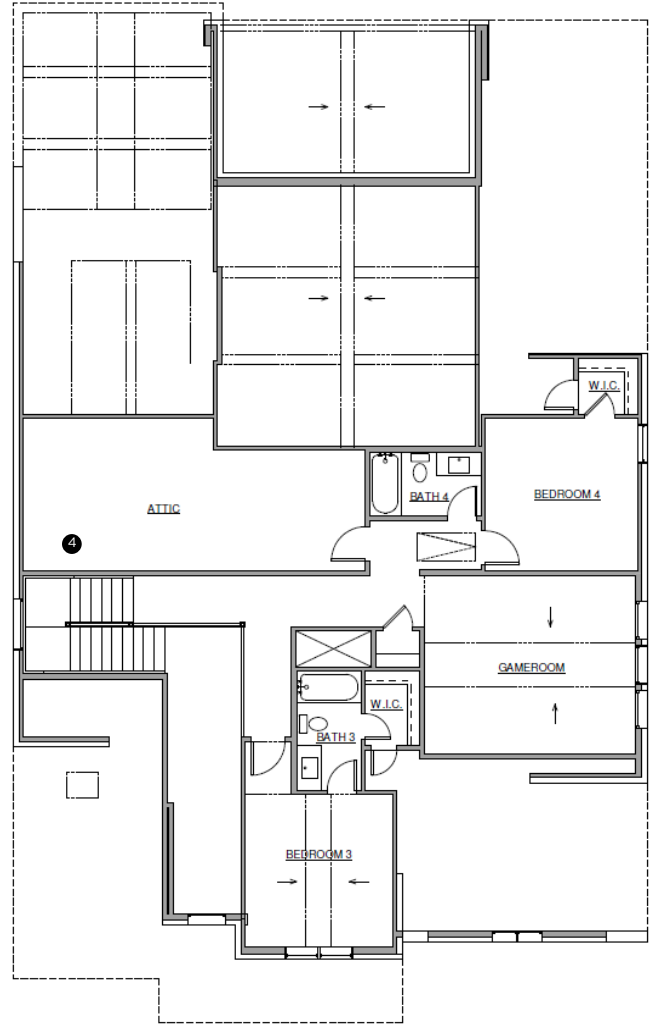 W.I.C.
BEDROOM 4
BATH 4
ATTIC
4
GAMEROOM
W.I.C.
BATH 3
BEDROOM 3